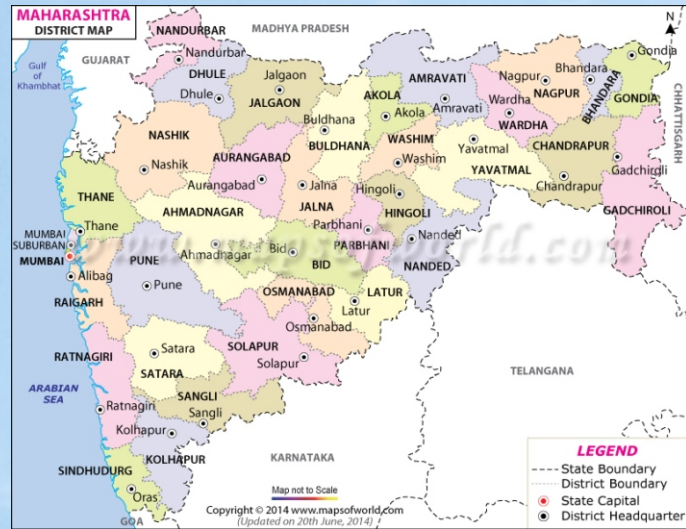 MAHARASHTRA
DISTRICT MAP
MADHYA PRADESH
N
GUJARAT
Gulf
of
Khambhat
NANDURBAR
Nandurbar
DHULE
Dhule
Jalgaon
JALGAON
AKOLA
Akola
AMRAVATI
Amravati
Nagpur
NAGPUR
Bhandara
BHANDARA
Gondia
GONDIA
CHHATTISGARH
Wardha
WARDHA
Buldhana
BULDHANA
WASHIM
Washim
Yavatmal
YAVATMAL
CHANDRAPUR
Chandrapur
Gadchirdli
GADCHIROLI
NASHIK
Nashik
AURANGABAD
Aurangabad
Jalna
JALNA
Hingoli
HINGOLI
Parbhani
PARBHANI
Nanded
NANDED
THANE
Thane
MUMBAI
SUBURBAN
MUMBAI
Alibag
RAIGARH
AHMADNAGAR
Ahmadnagar
Bid
BID
PUNE
Pune
LATUR
Latur
OSMANABAD
Osmanabad
www.mapsofworld.com
RATNAGIRI
Ratnagiri
Satara
SATARA
SOLAPUR
Solapur
SANGLI
Sangli
Kolhapur
KOLHAPUR
SINDHUDURG
Oras
GOA
ARABIAN
SEA
KARNATAKA
TELANGANA
Map not to Scale
Copyright © 2014 www.mapsofworld.com
(Updated on 20th June, 2014)
LEGEND
State Boundary
District Boundary
State Capital
District Headquarter